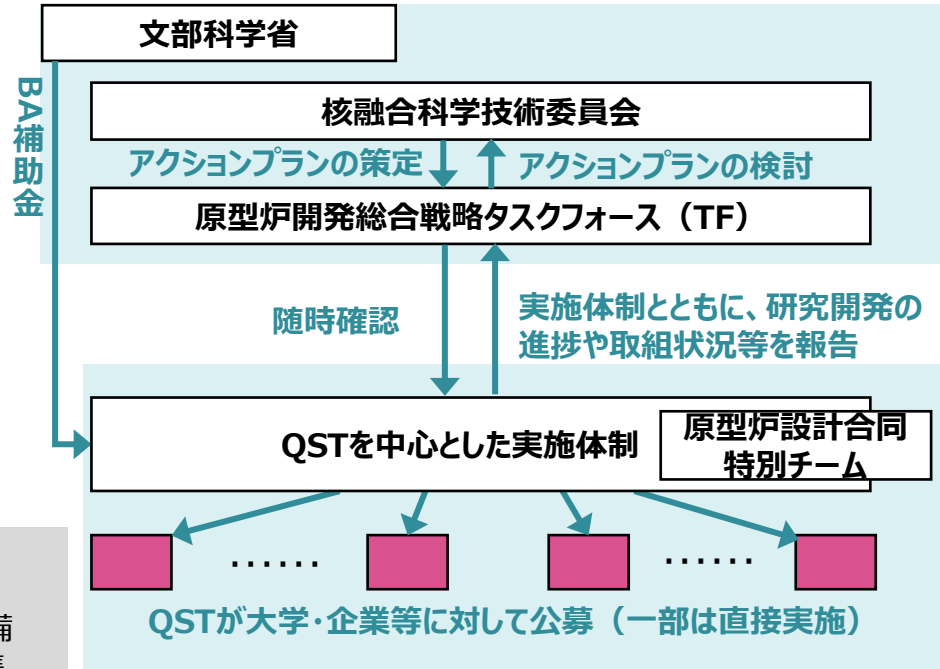 文部科学省
BA補助金
核融合科学技術委員会
アクションプランの策定
アクションプランの検討
原型炉開発総合戦略タスクフォース（TF）
随時確認
実施体制とともに、研究開発の
進捗や取組状況等を報告
QSTを中心とした実施体制
原型炉設計合同
特別チーム
・・・・・・
・・・・・・
QSTが大学・企業等に対して公募（一部は直接実施）
備